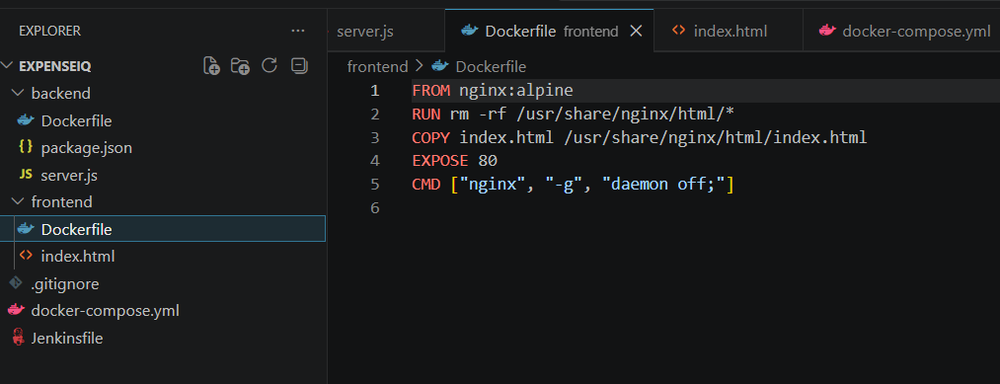 EXPLORER ...
EXPENSEIQ
backend
Dockerfile
{} package.json
JS server.js
frontend
Dockerfile
<> index.html
.gitignore
docker-compose.yml
Jenkinsfile
server.js Dockerfile frontend <> index.html docker-compose.yml
frontend > Dockerfile
1 FROM nginx:alpine
2 RUN rm -rf /usr/share/nginx/html/*
3 COPY index.html /usr/share/nginx/html/index.html
4 EXPOSE 80
5 CMD ["nginx", "-g", "daemon off;"]
6